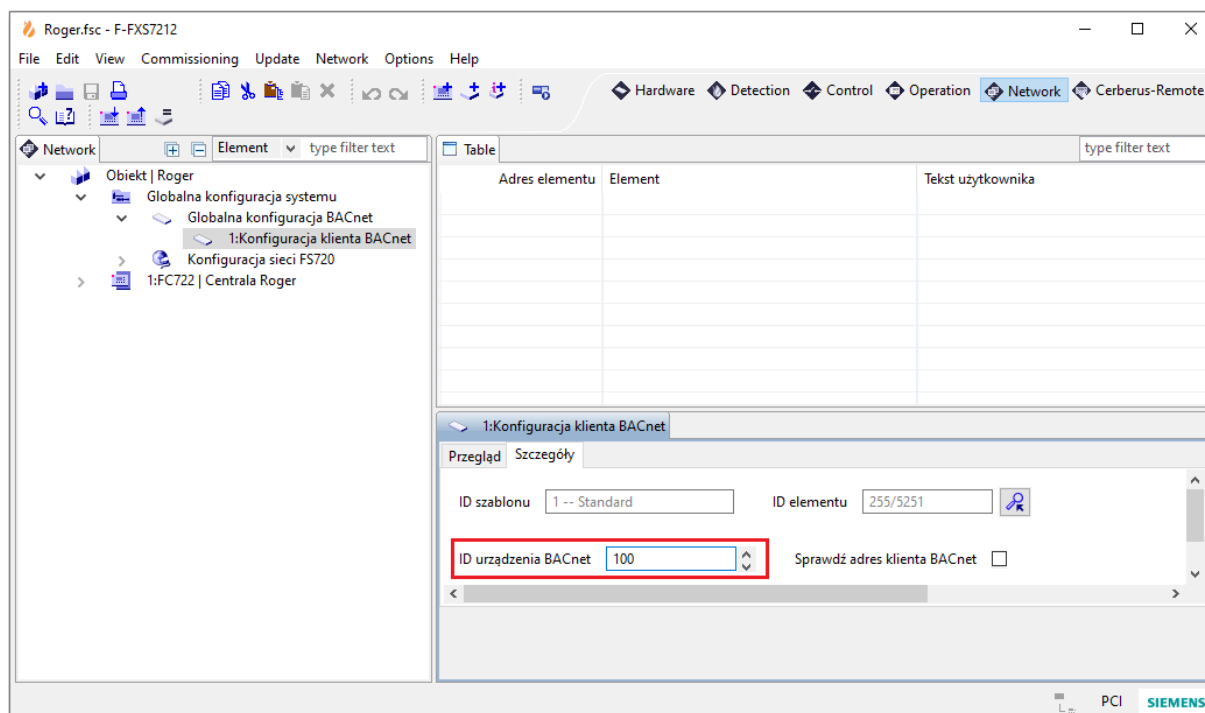 Roger.fsc - F-FXS7212
File Edit View Commissioning Update Network Options Help
Hardware Detection Control Operation Network Cerberus-Remote
Network Element type filter text
Obiekt | Roger
Globalna konfiguracja systemu
Globalna konfiguracja BACnet
1:Konfiguracja klienta BACnet
Konfiguracja sieci FS720
1:FC722 | Centrala Roger
Table type filter text
Adres elementu Element Tekst użytkownika
1:Konfiguracja klienta BACnet
Przegląd Szczegóły
ID szablonu 1 -- Standard ID elementu 255/5251
ID urządzenia BACnet 100 Sprawdź adres klienta BACnet
PCI SIEMENS